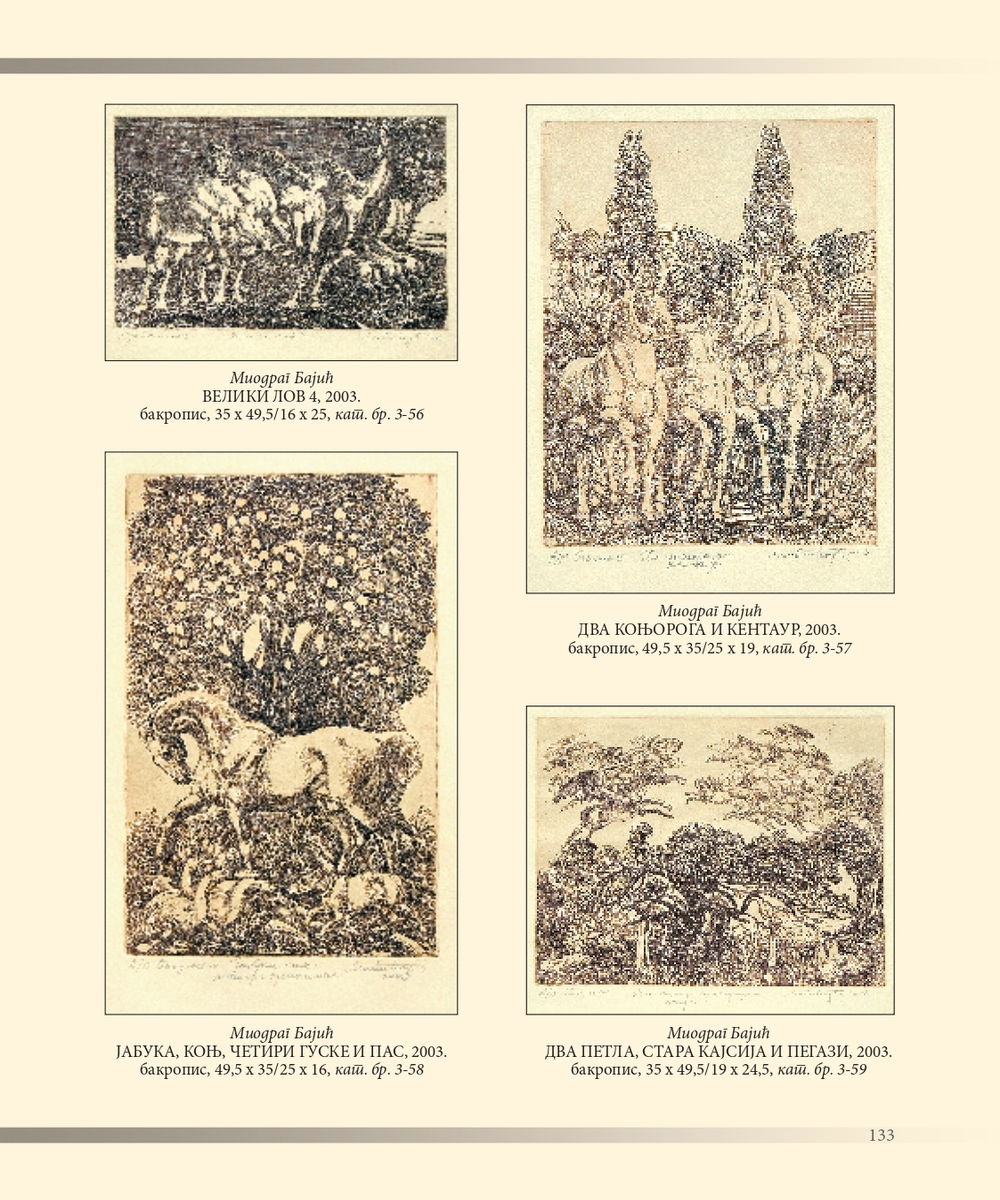 Миодраг Бајић
ВЕЛИКИ ЛОВ 4, 2003.
бакропис, 35 x 49,5/16 x 25, кат. бр. 3-56
Миодраг Бајић
ДВА КОЊОРОГА И КЕНТАУР, 2003.
бакропис, 49,5 x 35/25 x 19, кат. бр. 3-57
Миодраг Бајић
ЈАБУКА, КОЊ, ЧЕТИРИ ГУСКЕ И ПАС, 2003.
бакропис, 49,5 x 35/25 x 16, кат. бр. 3-58
Миодраг Бајић
ДВА ПЕТЛА, СТАРА КАЈСИЈА И ПЕГАЗИ, 2003.
бакропис, 35 x 49,5/19 x 24,5, кат. бр. 3-59
133